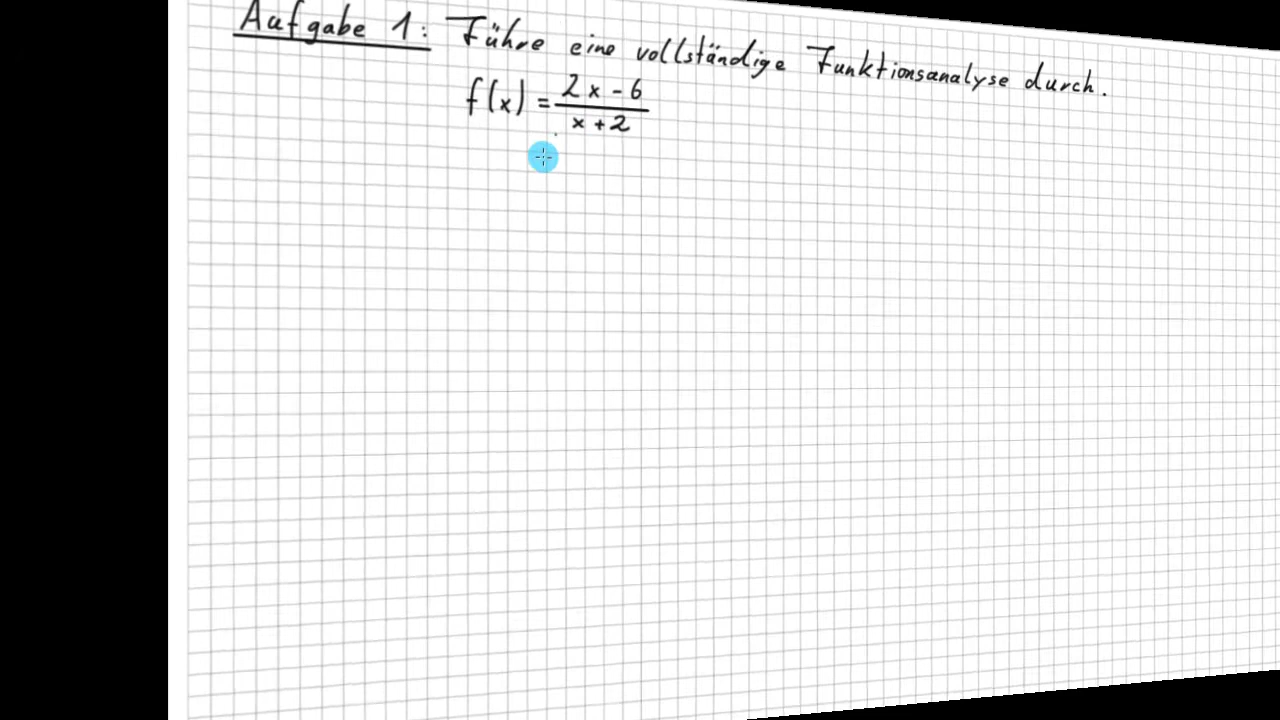 Aufgabe 1: Führe eine vollständige Funktionsanalyse durch.
f(x) = (2x - 6)/(x + 2)